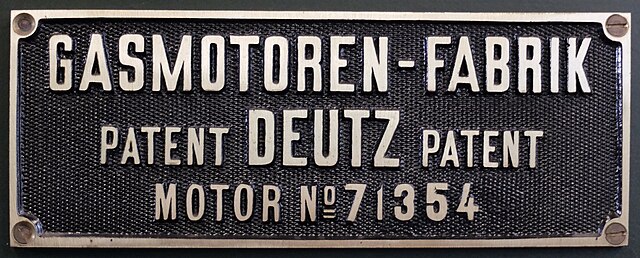 GASMOTOREN-FABRIK
PATENT DEUTZ PATENT
MOTOR Nº 71354